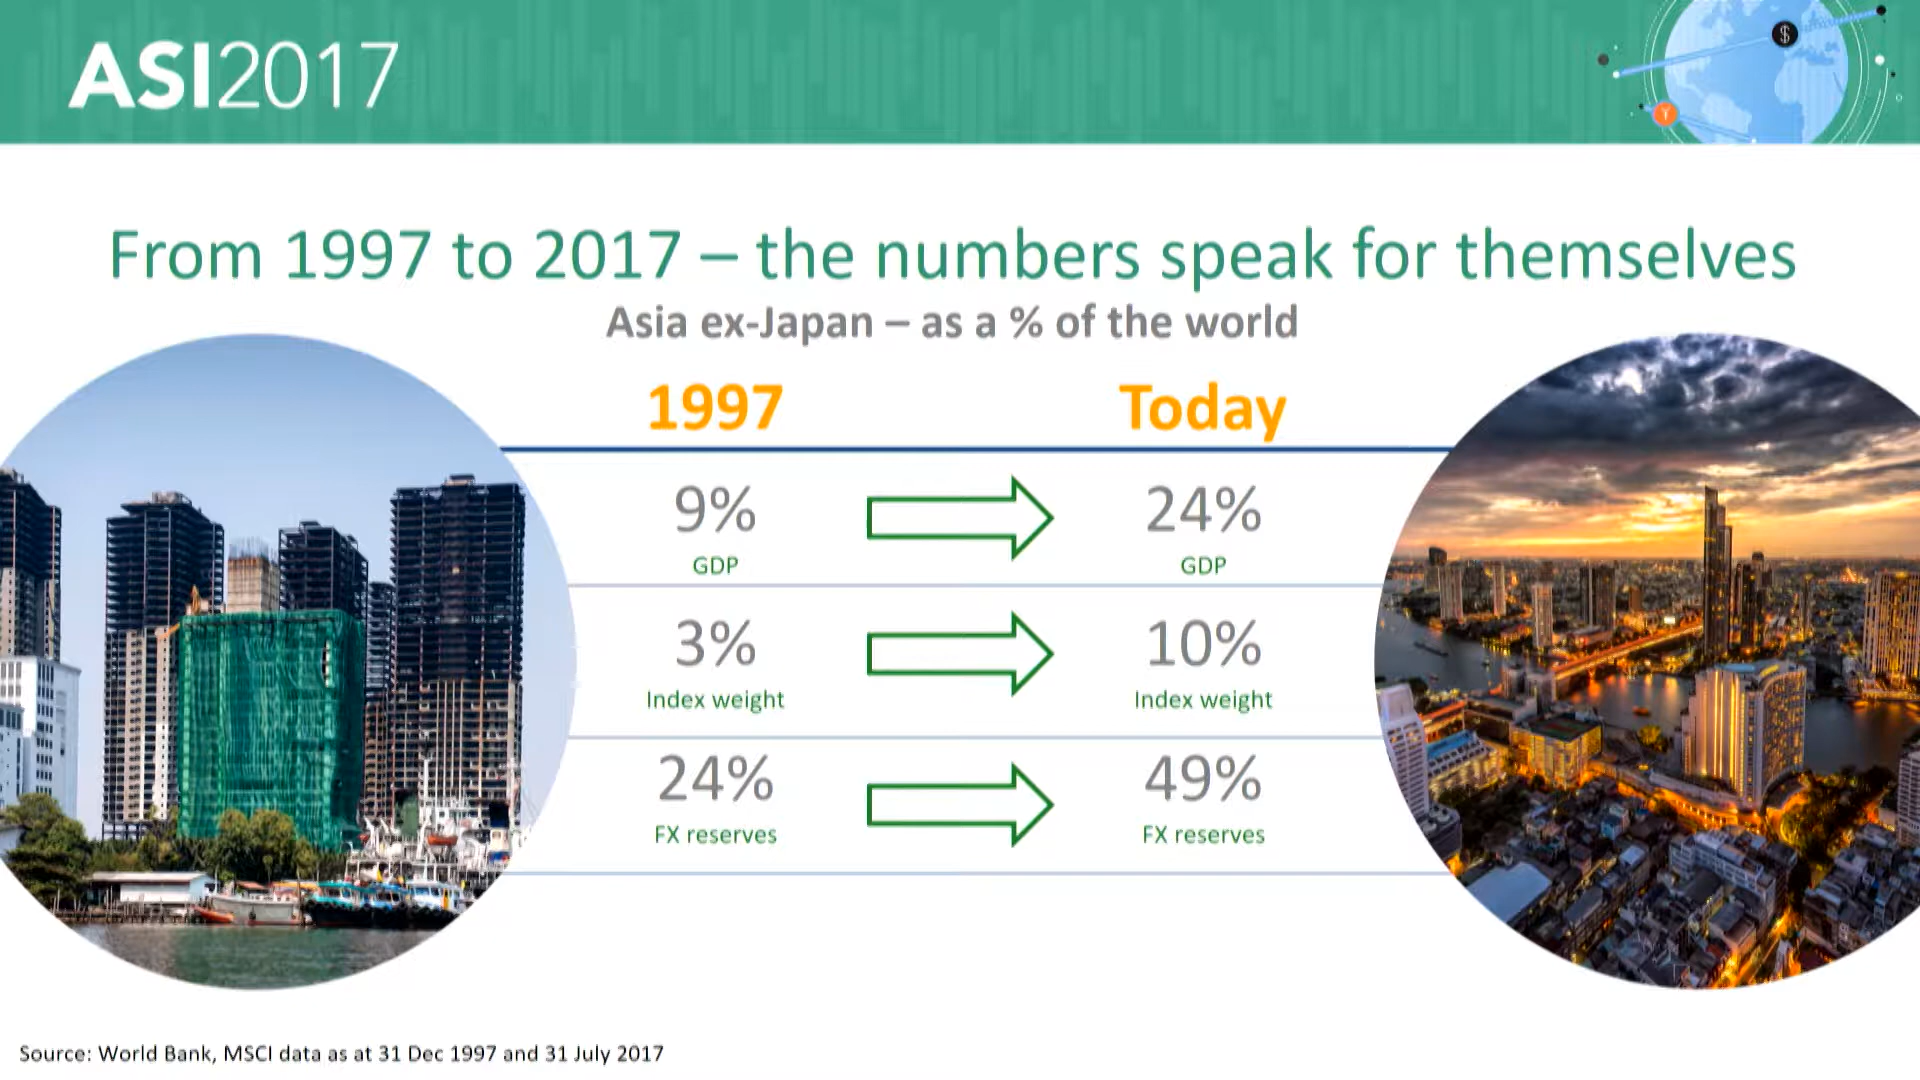 ASI2017
$
From 1997 to 2017 – the numbers speak for themselves
Asia ex-Japan – as a % of the world
1997 Today
9% 24%
GDP GDP
3% 10%
Index weight Index weight
24% 49%
FX reserves FX reserves
Source: World Bank, MSCI data as at 31 Dec 1997 and 31 July 2017